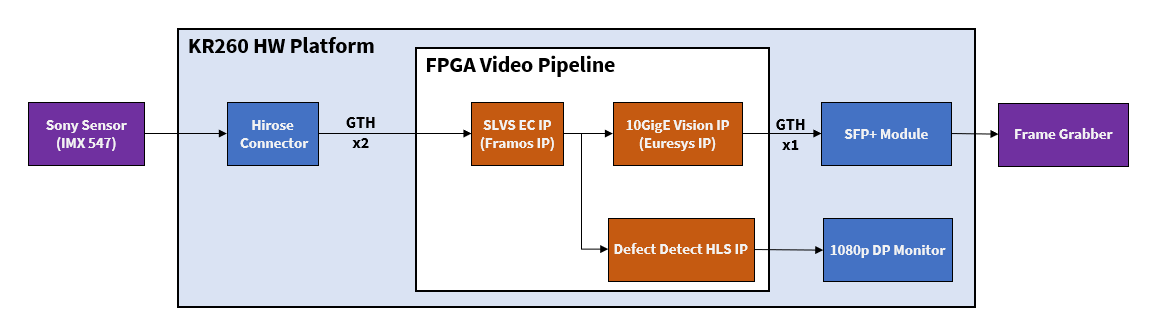 KR260 HW Platform
FPGA Video Pipeline
Sony Sensor
(IMX 547)
Hirose
Connector
GTH
x2
SLVS EC IP
(Framos IP)
10GigE Vision IP
(Euresys IP)
GTH
x1
SFP+ Module
Frame Grabber
Defect Detect HLS IP
1080p DP Monitor